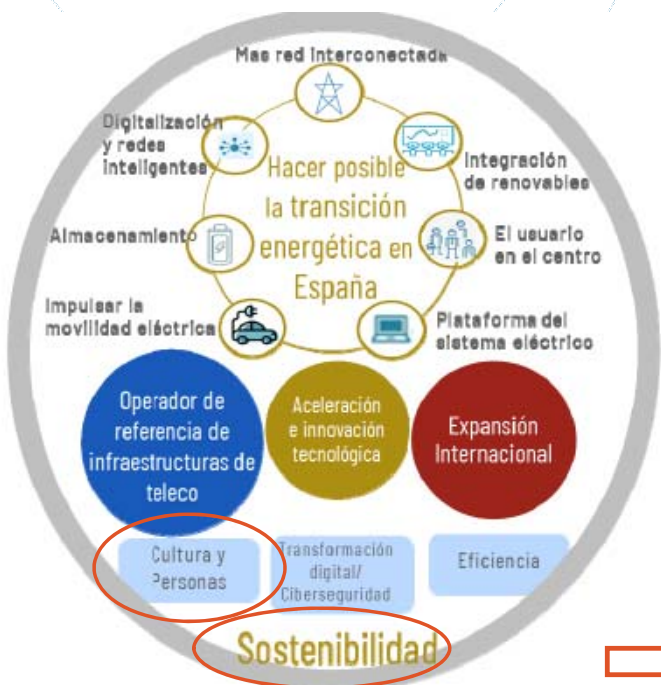 Mas red interconectada
Digitalización
y redes
inteligentes
Integración
de renovables
Hacer posible
la transición
energética en
España
Almacenamiento
El usuario
en el centro
Impulsar la
movilidad eléctrica
Plataforma del
sistema eléctrico
Operador de
referencia de
infraestructuras de
teleco
Aceleración
e innovación
tecnológica
Expansión
Internacional
Cultura y
Personas
Transformación
digital/
Ciberseguridad
Eficiencia
Sostenibilidad